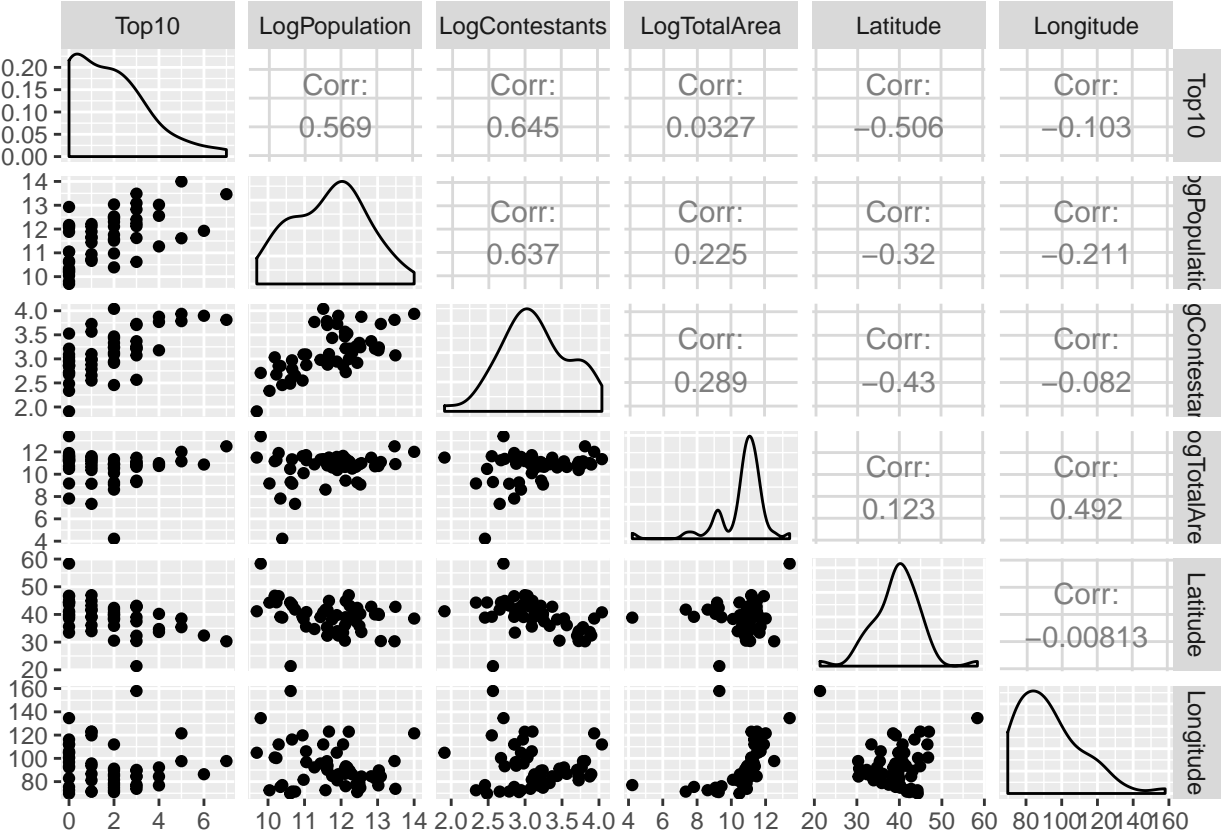 Top10 LogPopulation LogContestants LogTotalArea Latitude Longitude
0.20
0.15
0.10
0.05
0.00
Corr: Corr: Corr: Corr: Corr:
0.569 0.645 0.0327 −0.506 −0.103
Top10
14
13
12
11
10
Corr: Corr: Corr: Corr:
0.637 0.225 −0.32 −0.211
ogPopulatio
4.0
3.5
3.0
2.5
2.0
Corr: Corr: Corr:
0.289 −0.43 −0.082
gContestan
12
10
8
6
4
Corr: Corr:
0.123 0.492
ogTotalAre
60
50
40
30
20
Corr:
−0.00813
Latitude
160
140
120
100
80
Longitude
0 2 4 6 10 11 12 13 14 2.0 2.5 3.0 3.5 4.0 4 6 8 10 12 20 30 40 50 60 80 100 120 140 160